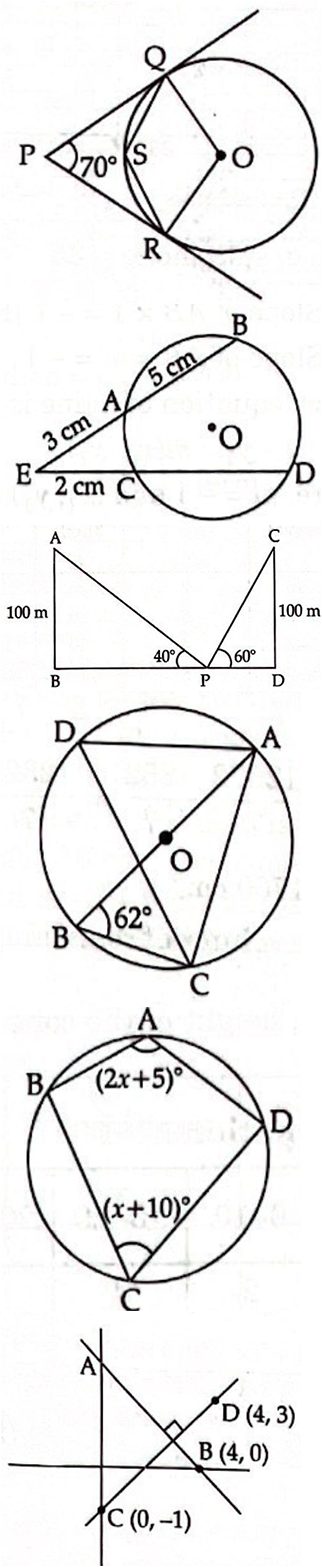 Q
P 70° S O
R
B
5 cm
A
3 cm
O
E 2 cm C D
A C
100 m 100 m
40° 60°
B P D
D A
O
B 62°
C
A
B (2x+5)° D
(x+10)°
C
A
D (4, 3)
B (4, 0)
C (0, −1)